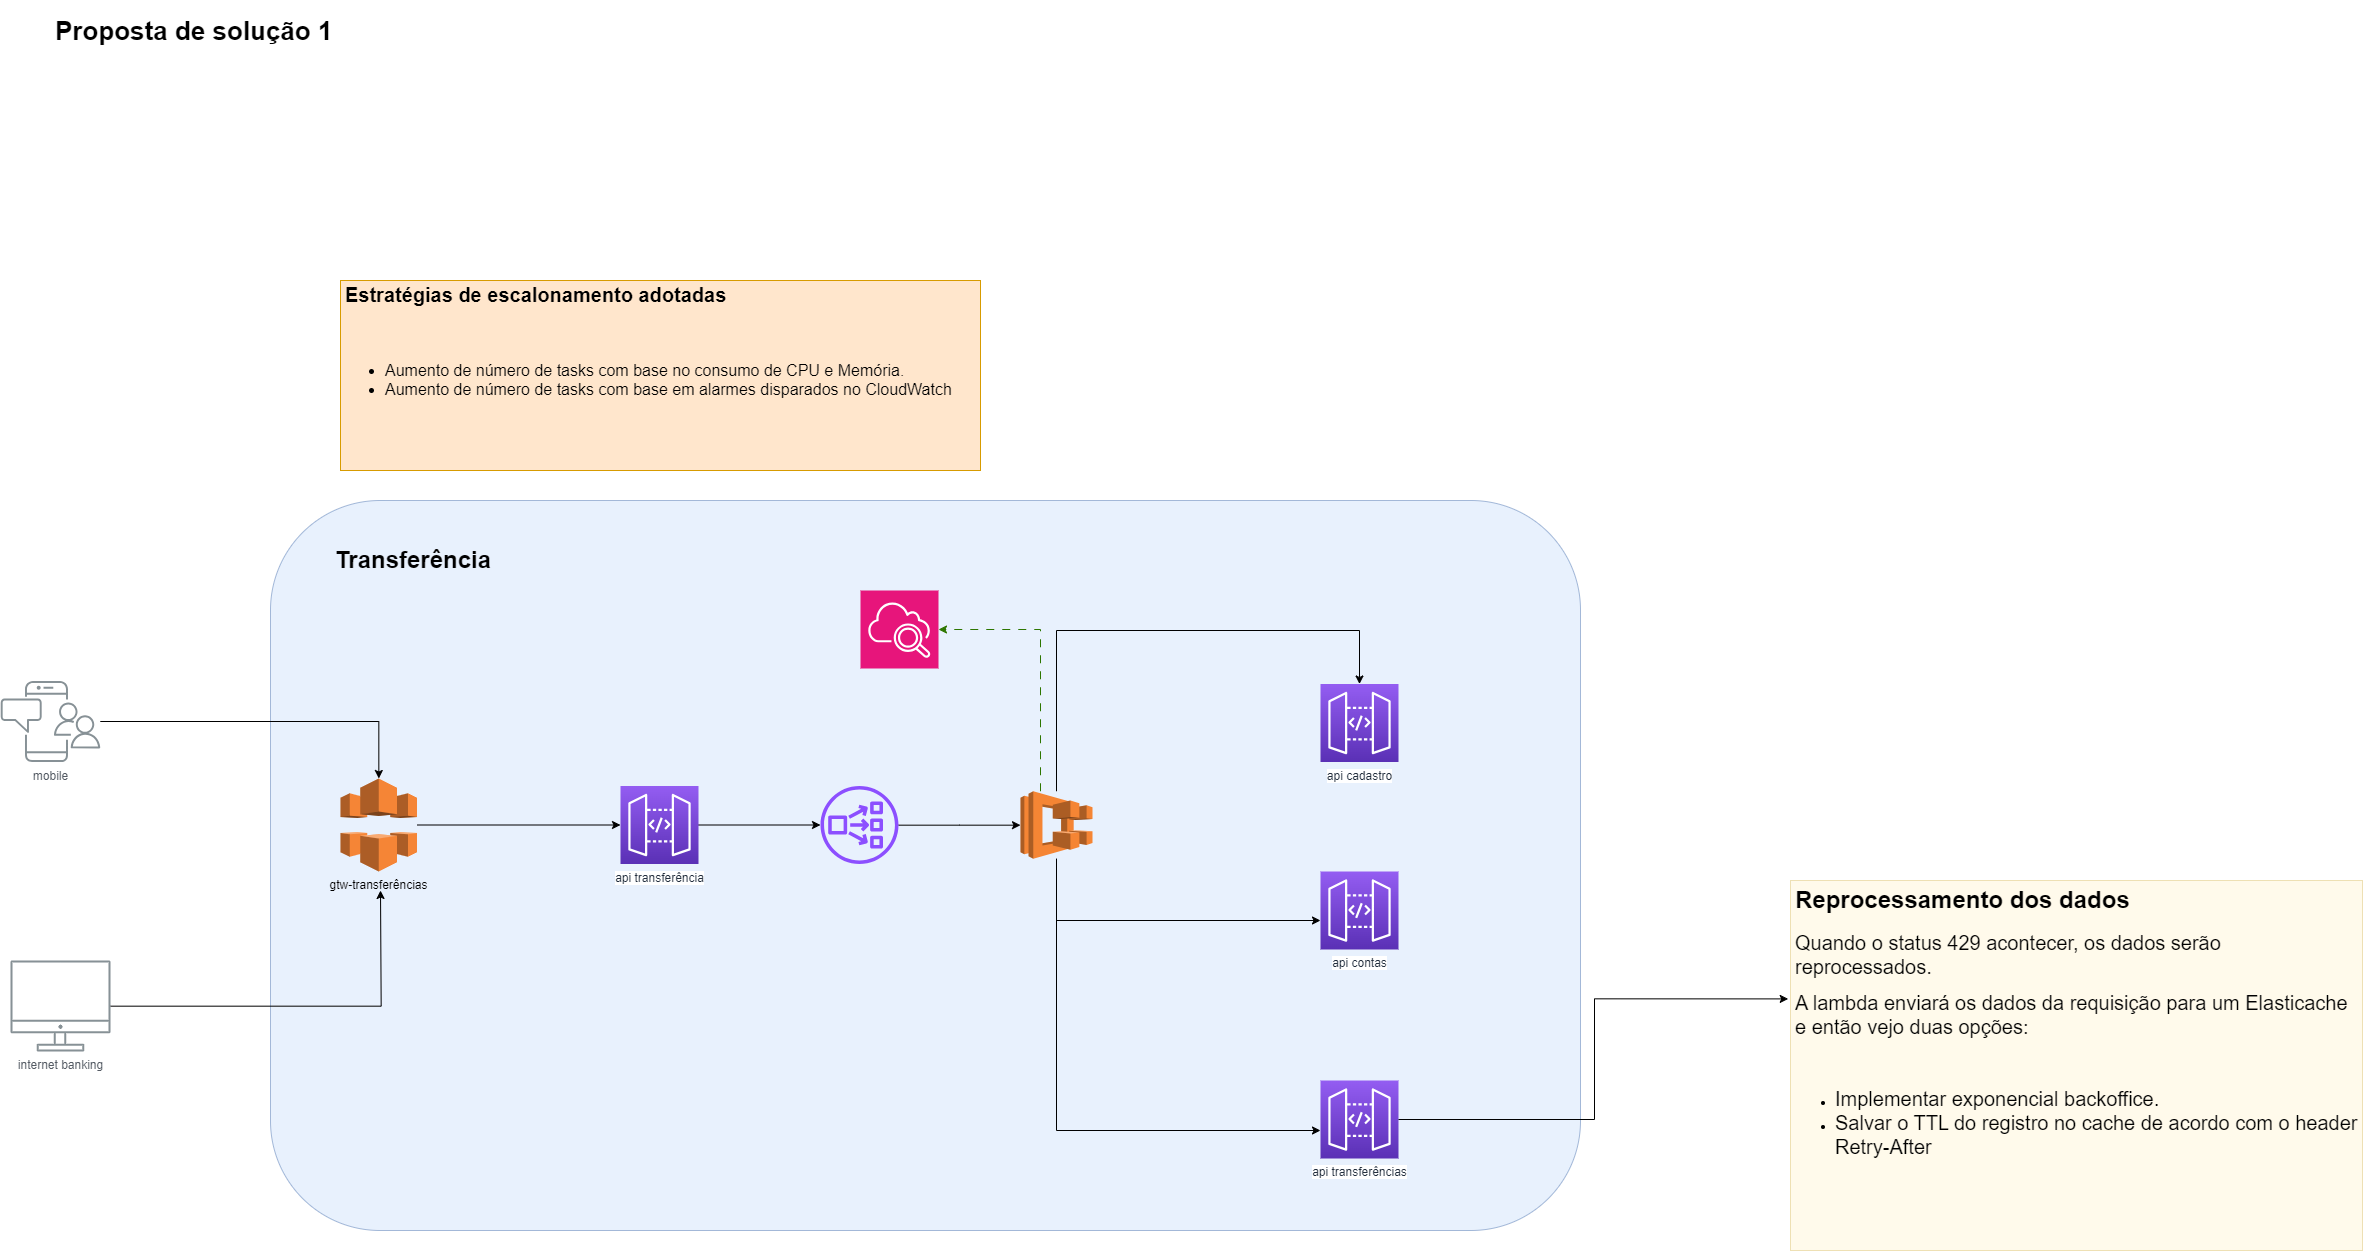 Proposta de solução 1
Estratégias de escalonamento adotadas
Aumento de número de tasks com base no consumo de CPU e Memória.
Aumento de número de tasks com base em alarmes disparados no CloudWatch
Transferência
mobile
api cadastro
gtw-transferências
api transferência
api contas
internet banking
api transferências
Reprocessamento dos dados
Quando o status 429 acontecer, os dados serão
reprocessados.
A lambda enviará os dados da requisição para um Elasticache
e então vejo duas opções:
Implementar exponencial backoffice.
Salvar o TTL do registro no cache de acordo com o header
Retry-After